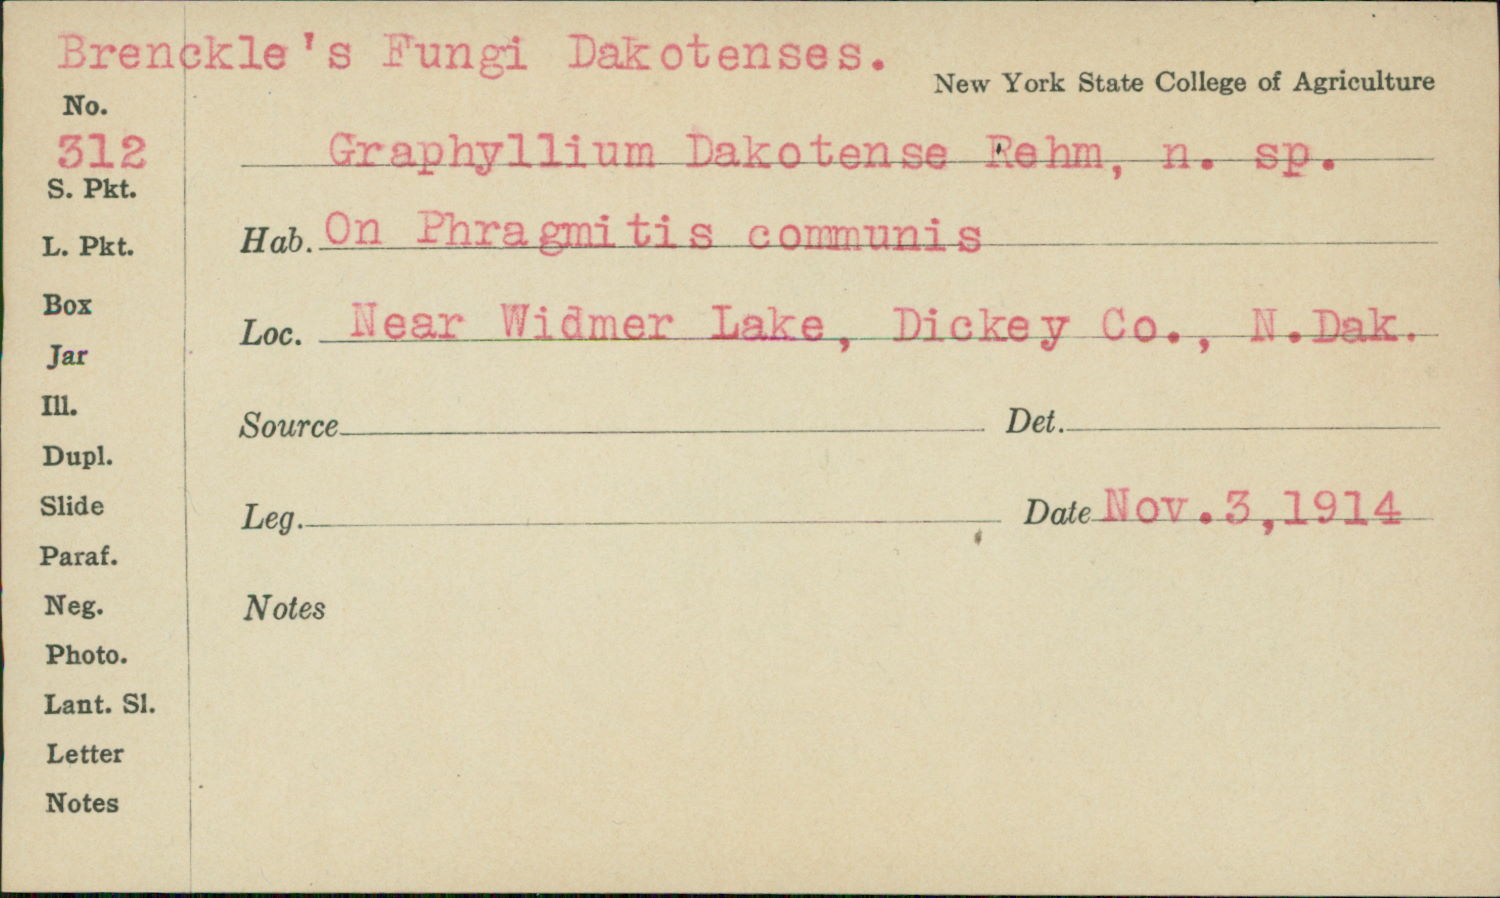 Brenckle's Fungi Dakotenses.
New York State College of Agriculture
No.
312
Graphyllium Dakotense Rehm, n. sp.
S. Pkt.
Hab. On Phragmitis communis
L. Pkt.
Box
Loc. Near Widmer Lake, Dickey Co., N.Dak.
Jar
Ill.
Source Det.
Dupl.
Slide
Leg. Date Nov.3,1914
Paraf.
Neg.
Notes
Photo.
Lant. Sl.
Letter
Notes